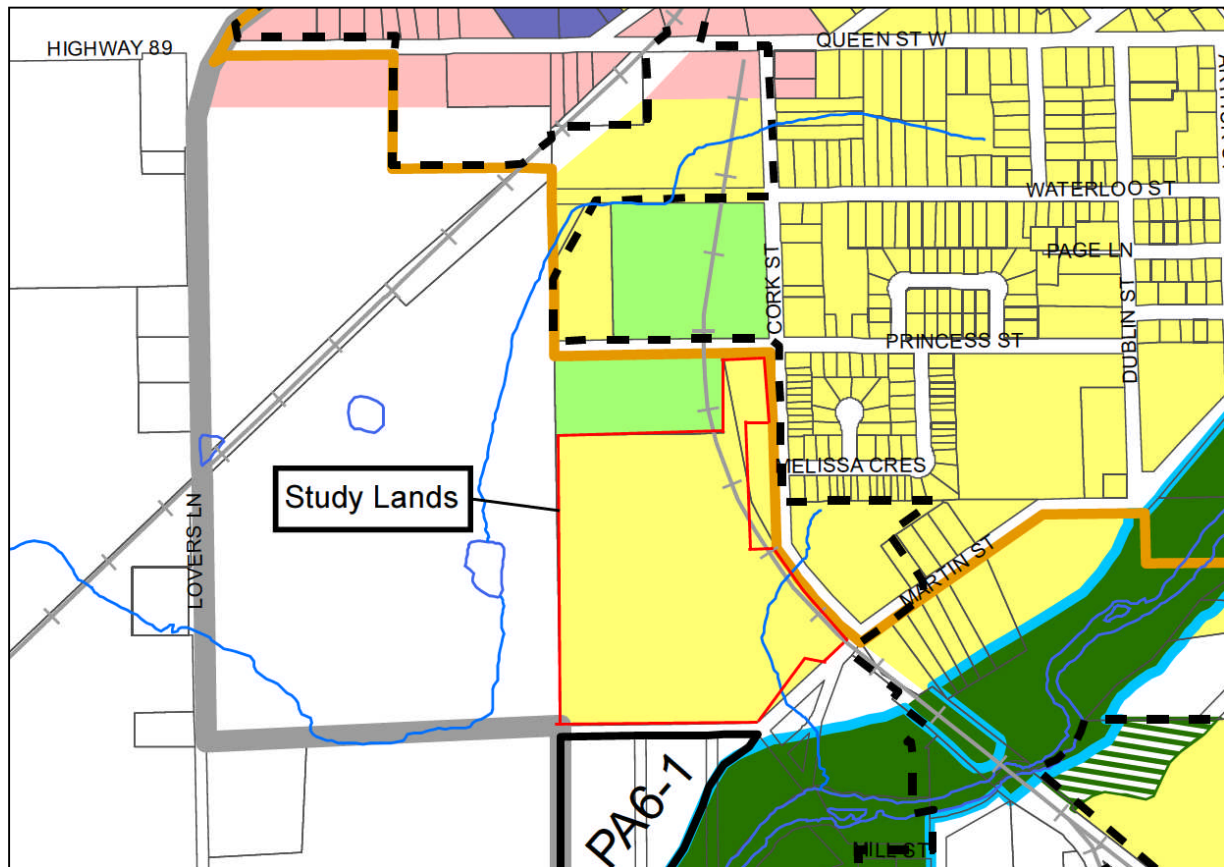 HIGHWAY 89
QUEEN ST W
WATERLOO ST
PAGE LN
CORK ST
DUBLIN ST
PRINCESS ST
MELISSA CRES
Study Lands
LOVERS LN
MARTIN ST
PA6-1
MILL ST